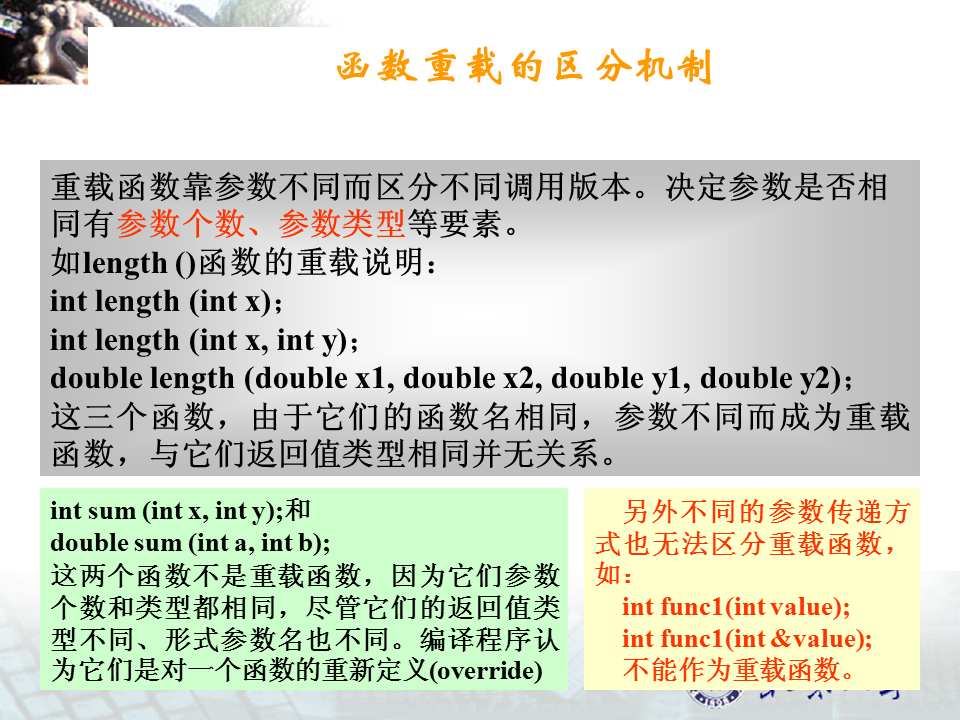 函数重载的区分机制
重载函数靠参数不同而区分不同调用版本。决定参数是否相
同有参数个数、参数类型等要素。
如length ()函数的重载说明：
int length (int x)；
int length (int x, int y)；
double length (double x1, double x2, double y1, double y2)；
这三个函数，由于它们的函数名相同，参数不同而成为重载
函数，与它们返回值类型相同并无关系。
int sum (int x, int y);和
double sum (int a, int b);
这两个函数不是重载函数，因为它们参数
个数和类型都相同，尽管它们的返回值类
型不同、形式参数名也不同。编译程序认
为它们是对一个函数的重新定义(override)
另外不同的参数传递方
式也无法区分重载函数，
如：
int func1(int value);
int func1(int &value);
不能作为重载函数。